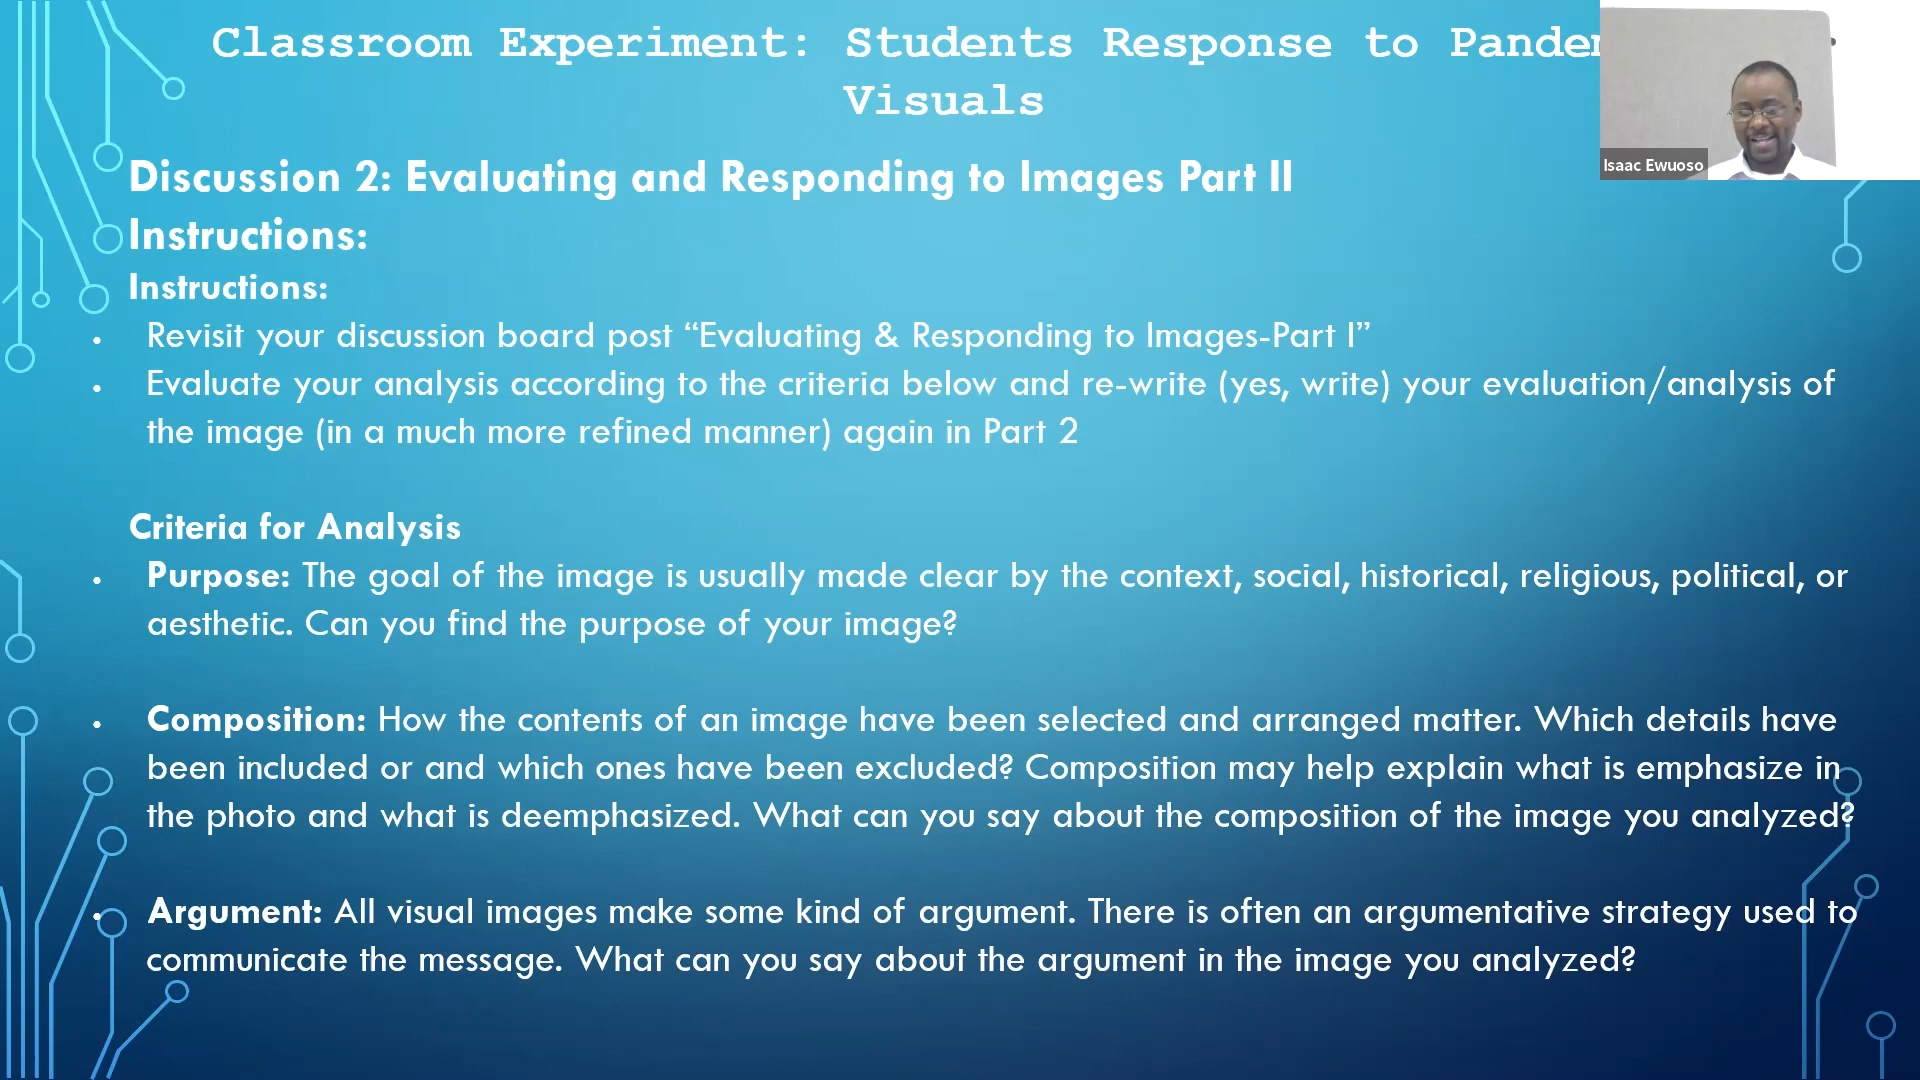 Classroom Experiment: Students Response to
Visuals
Isaac Ewuoso
Discussion 2: Evaluating and Responding to Images Part II
Instructions:
Instructions:
• Revisit your discussion board post “Evaluating & Responding to Images-Part I”
• Evaluate your analysis according to the criteria below and re-write (yes, write) your evaluation/analysis of
the image (in a much more refined manner) again in Part 2
Criteria for Analysis
• Purpose: The goal of the image is usually made clear by the context, social, historical, religious, political, or
aesthetic. Can you find the purpose of your image?
• Composition: How the contents of an image have been selected and arranged matter. Which details have
been included or and which ones have been excluded? Composition may help explain what is emphasize in
the photo and what is deemphasized. What can you say about the composition of the image you analyzed?
• Argument: All visual images make some kind of argument. There is often an argumentative strategy used to
communicate the message. What can you say about the argument in the image you analyzed?